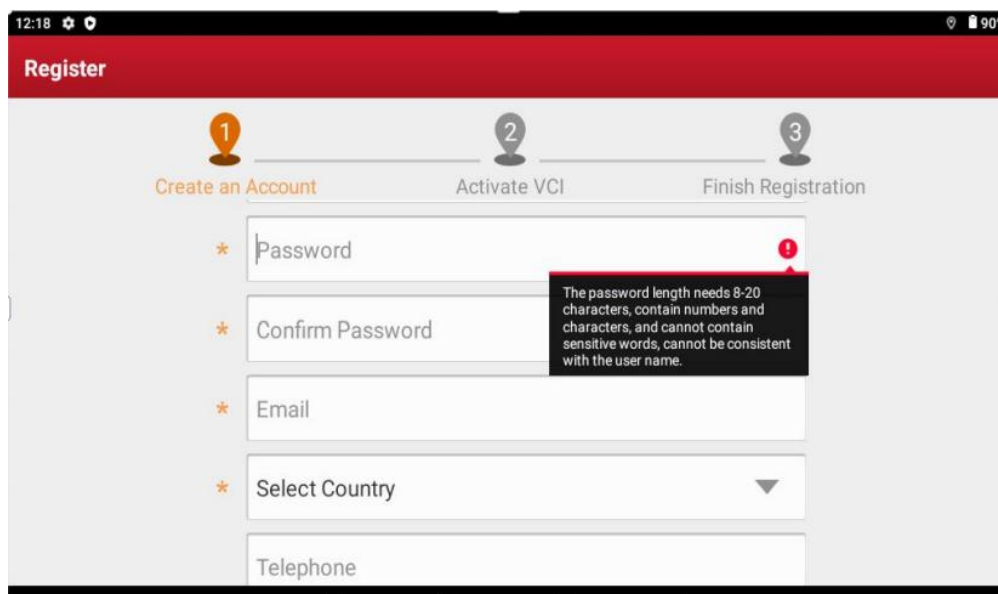 12:18
90%
Register
1
2
3
Create an Account
Activate VCI
Finish Registration
* Password
The password length needs 8-20
characters, contain numbers and
characters, and cannot contain
sensitive words, cannot be consistent
with the user name.
* Confirm Password
* Email
* Select Country
Telephone